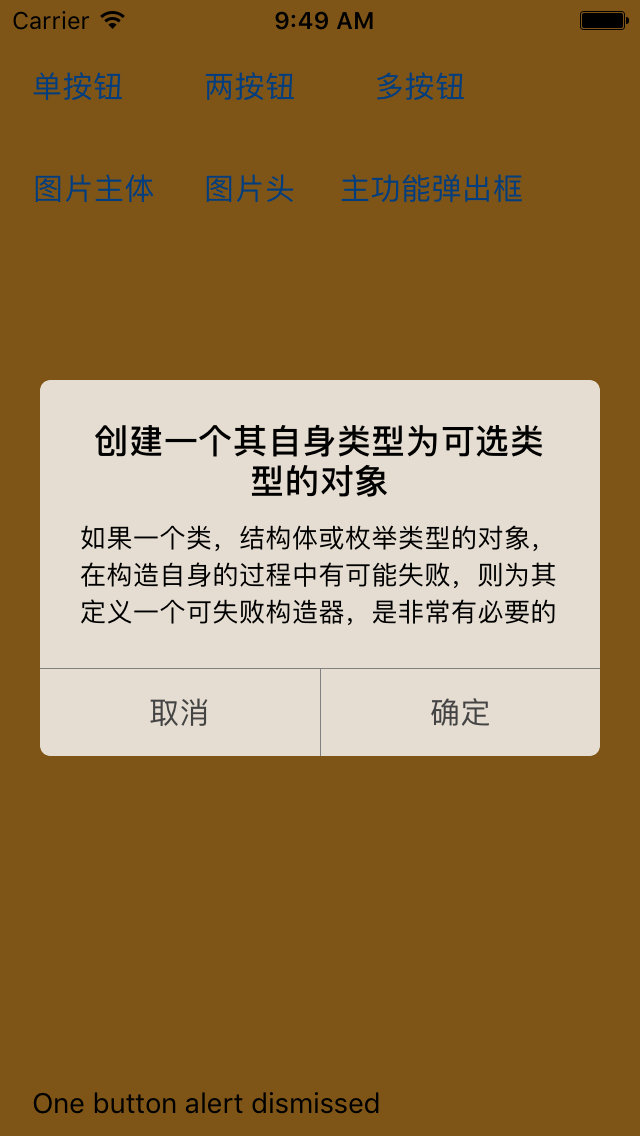 Carrier 9:49 AM
单按钮 两按钮 多按钮
图片主体 图片头 主功能弹出框
创建一个其自身类型为可选类
型的对象
如果一个类，结构体或枚举类型的对象，
在构造自身的过程中有可能失败，则为其
定义一个可失败构造器，是非常有必要的
取消 确定
One button alert dismissed